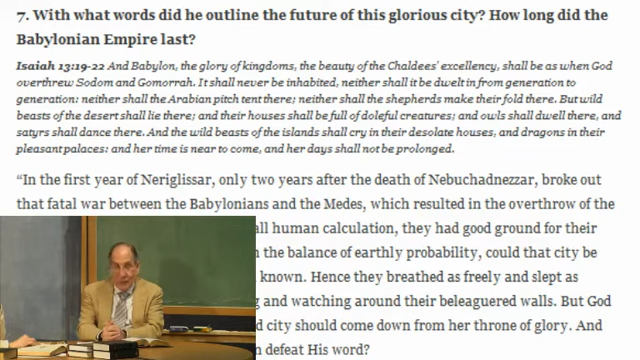 7. With what words did he outline the future of this glorious city? How long did the
Babylonian Empire last?
Isaiah 13:19-22 And Babylon, the glory of kingdoms, the beauty of the Chaldees' excellency, shall be as when God
overthrew Sodom and Gomorrah. It shall never be inhabited, neither shall it be dwelt in from generation to
generation: neither shall the Arabian pitch tent there; neither shall the shepherds make their fold there. But wild
beasts of the desert shall lie there; and their houses shall be full of doleful creatures; and owls shall dwell there, and
satyrs shall dance there. And the wild beasts of the islands shall cry in their desolate houses, and dragons in their
pleasant palaces: and her time is near to come, and her days shall not be prolonged.
"In the first year of Neriglissar, only two years after the death of Nebuchadnezzar, broke out
that fatal war between the Babylonians and the Medes, which resulted in the overthrow of the
all human calculation, they had good ground for their
n the balance of earthly probability, could that city be
known. Hence they breathed as freely and slept as
g and watching around their beleaguered walls. But God
d city should come down from her throne of glory. And
n defeat His word?